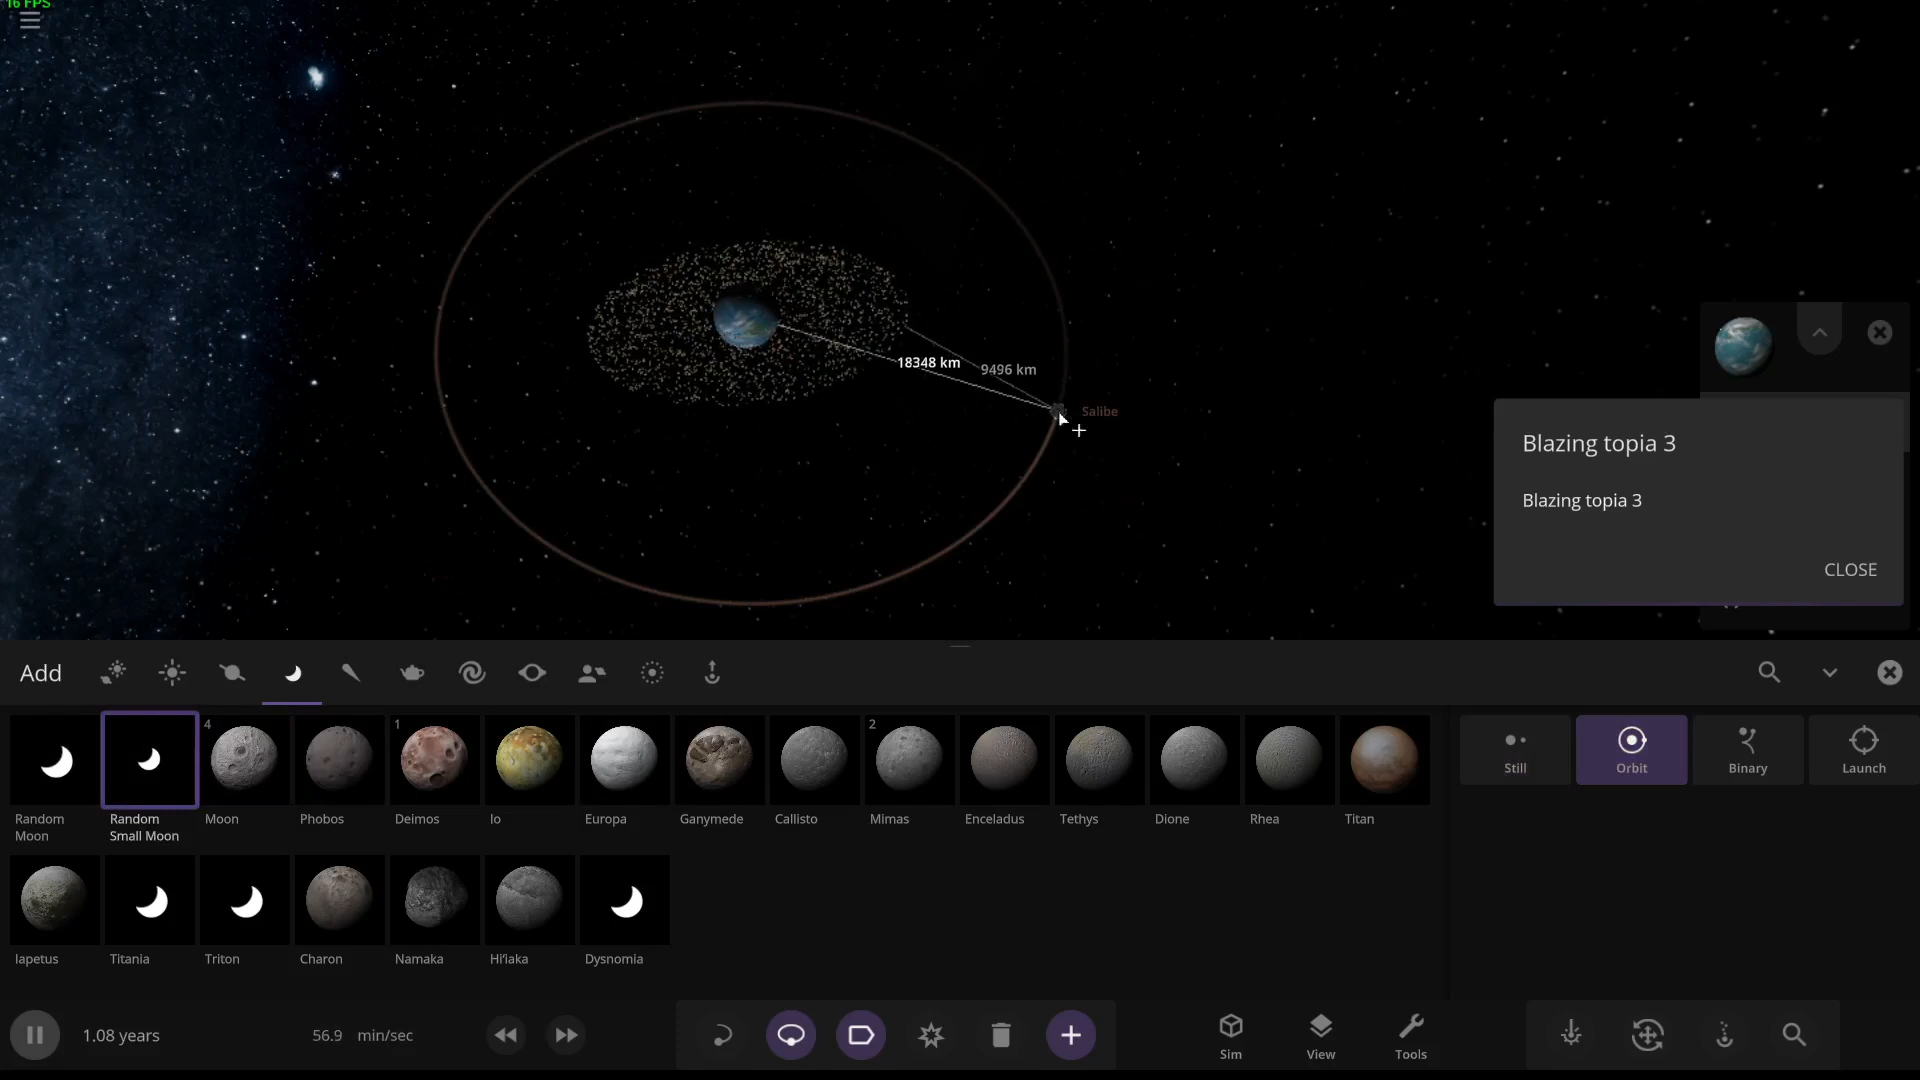 16 FPS
18348 km
9496 km
Salibe
Blazing topia 3
Blazing topia 3
CLOSE
Add
4
1
2
Random Moon
Random Small Moon
Moon
Phobos
Deimos
Io
Europa
Ganymede
Callisto
Mimas
Enceladus
Tethys
Dione
Rhea
Titan
Still
Orbit
Binary
Launch
Iapetus
Titania
Triton
Charon
Namaka
Hi'iaka
Dysnomia
1.08 years
56.9 min/sec
Sim
View
Tools